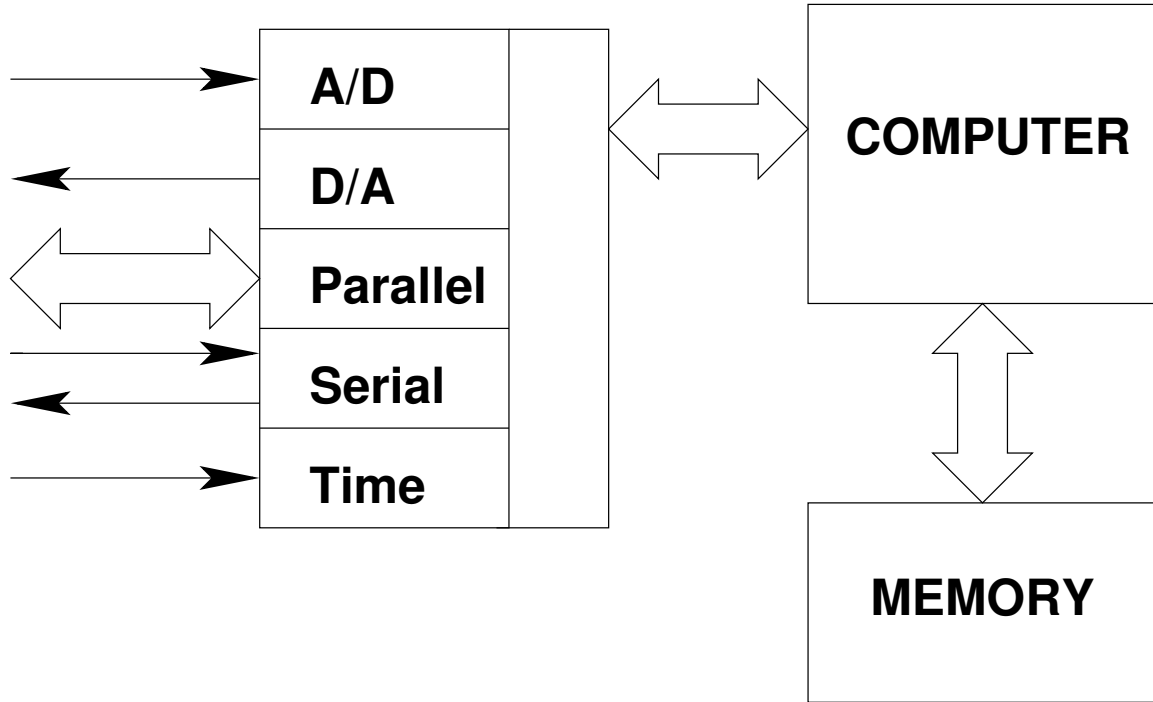 A/D
D/A
Parallel
Serial
Time
COMPUTER
MEMORY